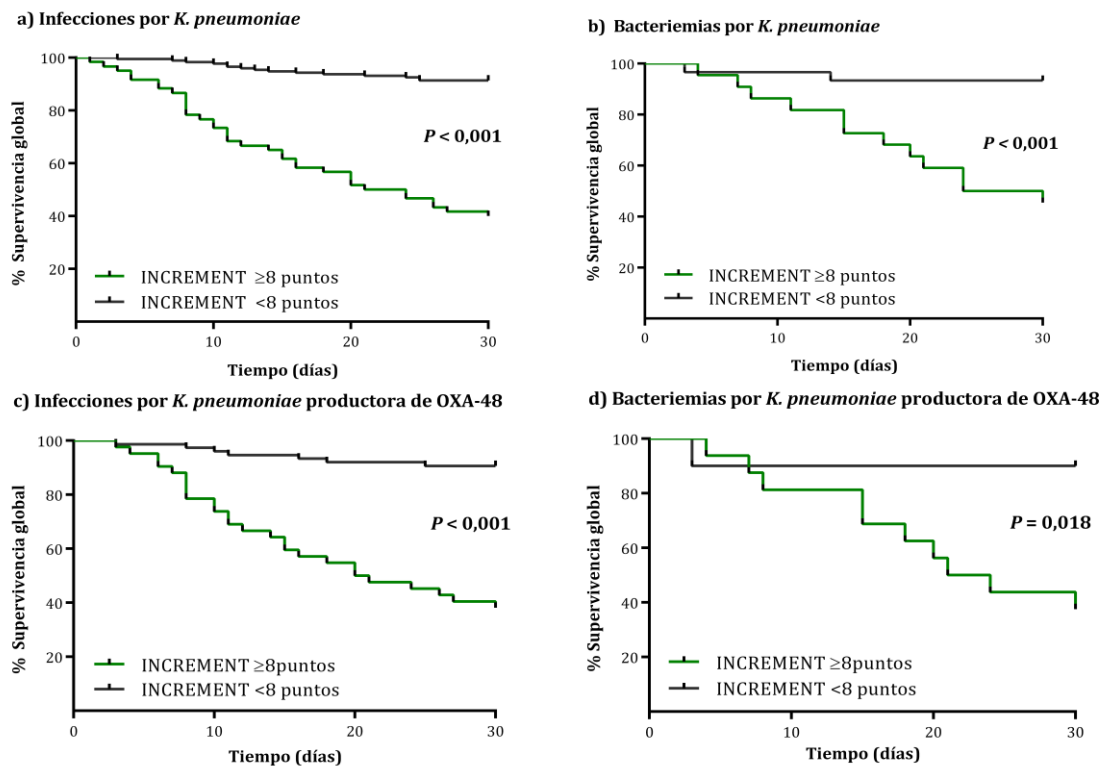 a) Infecciones por K. pneumoniae
% Supervivencia global
100
80
60
40
20
P < 0,001
INCREMENT ≥8 puntos
INCREMENT <8 puntos
0
10
20
30
Tiempo (días)
b) Bacteriemias por K. pneumoniae
% Supervivencia global
100
80
60
40
20
P < 0,001
INCREMENT ≥8 puntos
INCREMENT <8 puntos
0
10
20
30
Tiempo (días)
c) Infecciones por K. pneumoniae productora de OXA-48
% Supervivencia global
100
80
60
40
20
P < 0,001
INCREMENT ≥8puntos
INCREMENT <8 puntos
0
10
20
30
Tiempo (días)
d) Bacteriemias por K. pneumoniae productora de OXA-48
% Supervivencia global
100
80
60
40
20
P = 0,018
INCREMENT ≥8puntos
INCREMENT <8 puntos
0
10
20
30
Tiempo (días)